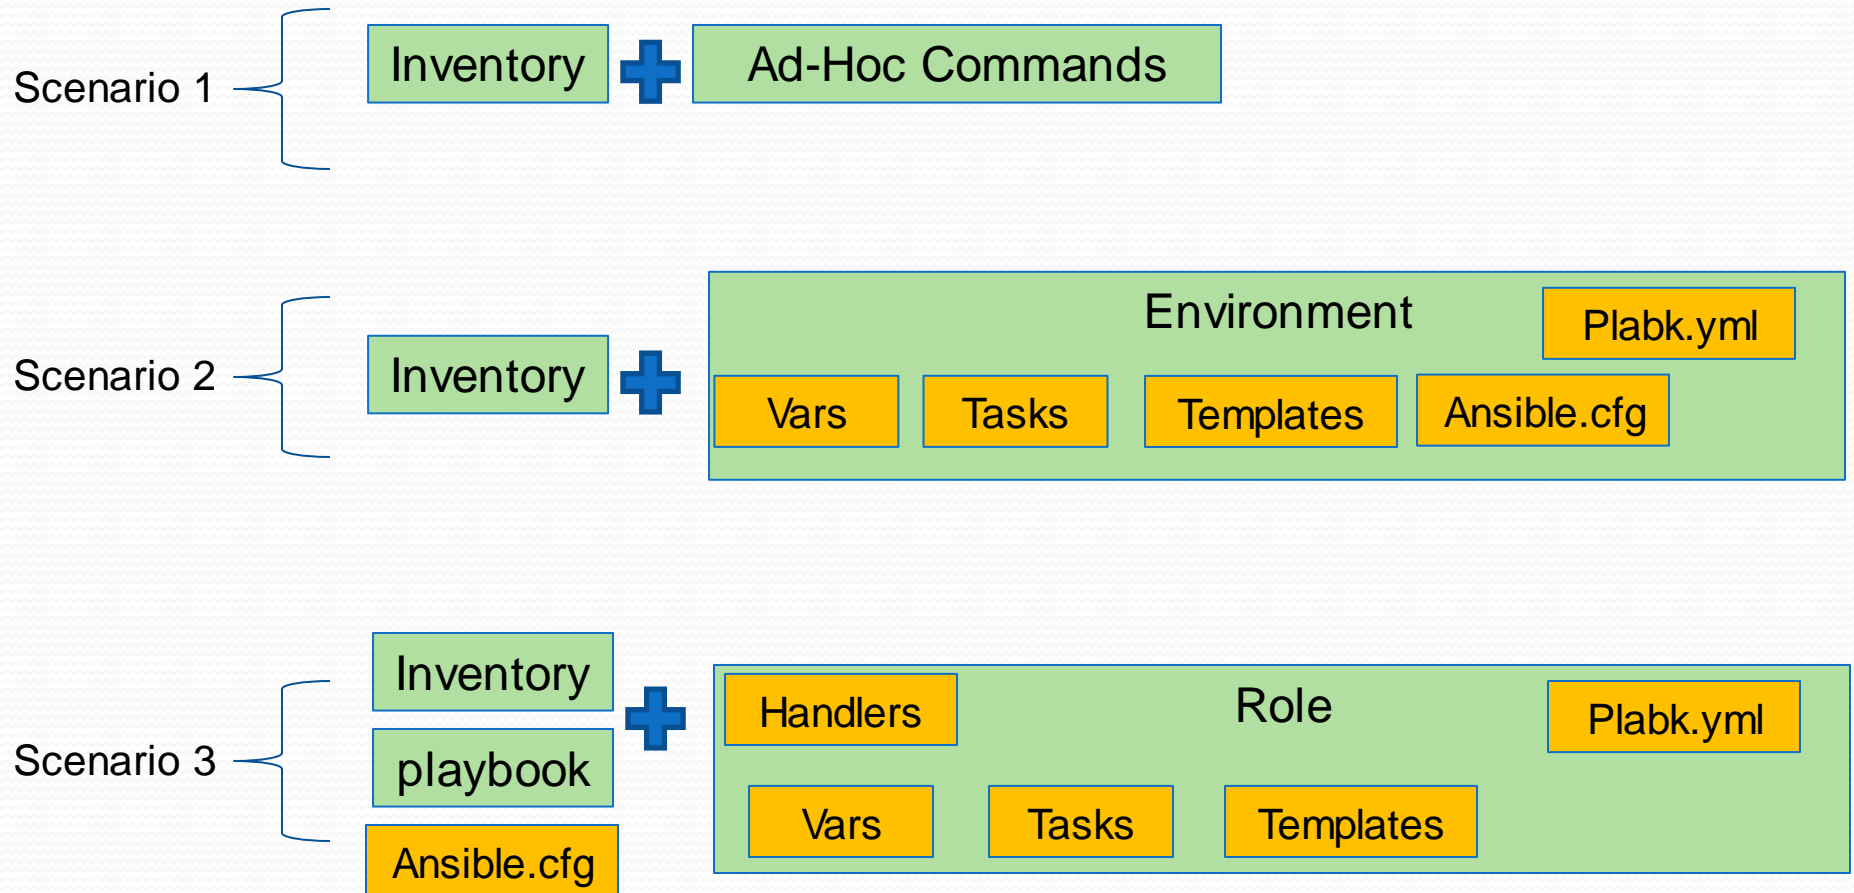 Scenario 1
Inventory
Ad-Hoc Commands
Scenario 2
Inventory
Environment
Plabk.yml
Vars
Tasks
Templates
Ansible.cfg
Scenario 3
Inventory
playbook
Ansible.cfg
Handlers
Role
Plabk.yml
Vars
Tasks
Templates